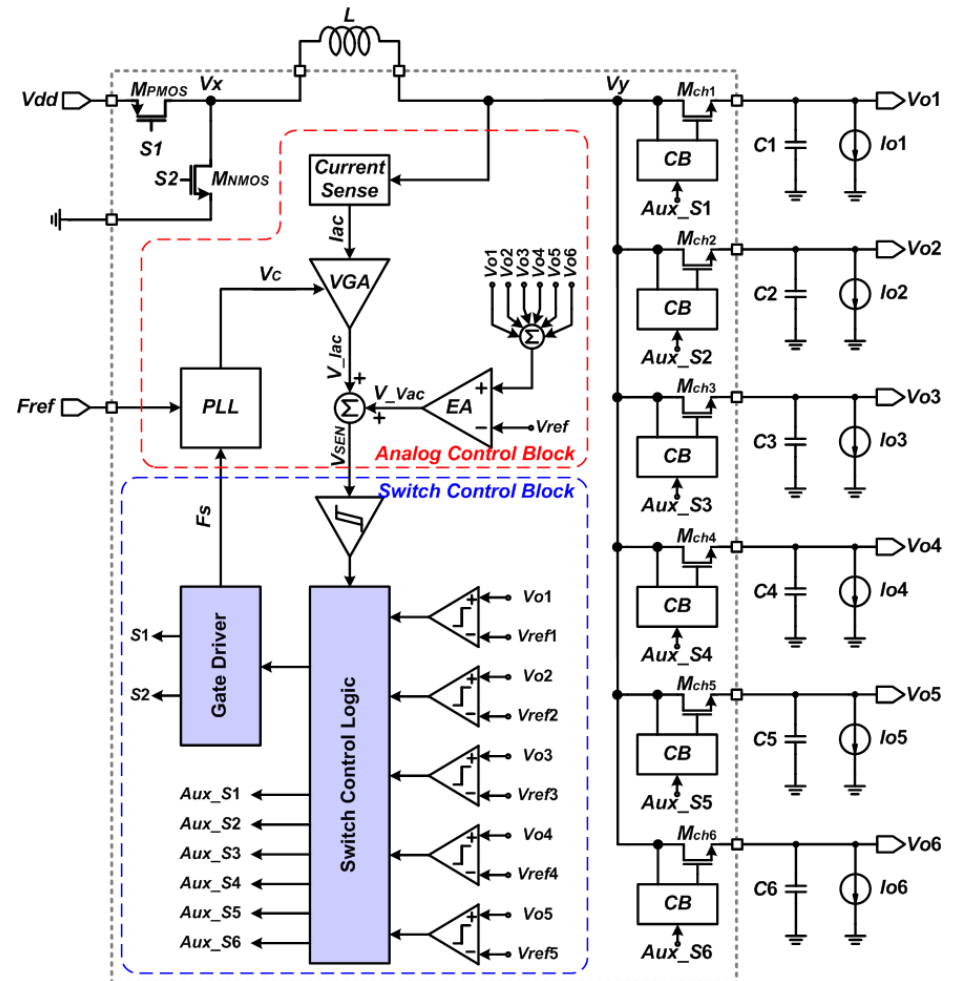 L
Vdd
MPMOS
Vx
Vy
Mch1
Vo1
S1
CB
C1
Io1
S2
MNMOS
Current
Sense
Aux_S1
Iac
Mch2
Vo2
VC
VGA
Vo1
Vo2
Vo3
Vo4
Vo5
Vo6
CB
C2
Io2
Σ
Aux_S2
V_Iac
Mch3
Fref
PLL
+
Σ
+
V_Vac
EA
+
−
Vref
Vo3
CB
C3
Io3
VSEN
Analog Control Block
Switch Control Block
Aux_S3
Fs
Mch4
Vo4
CB
C4
Io4
Aux_S4
Gate Driver
S1
S2
Switch Control Logic
+
−
Vo1
Vref1
+
−
Vo2
Vref2
+
−
Vo3
Vref3
+
−
Vo4
Vref4
+
−
Vo5
Vref5
Aux_S1
Aux_S2
Aux_S3
Aux_S4
Aux_S5
Aux_S6
Mch5
Vo5
CB
C5
Io5
Aux_S5
Mch6
Vo6
CB
C6
Io6
Aux_S6